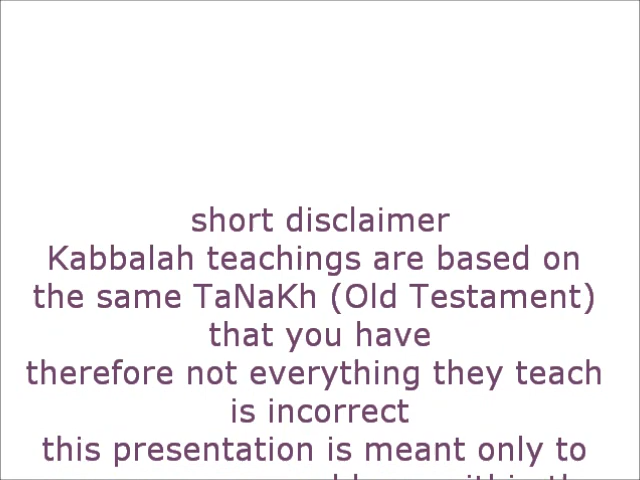 short disclaimer
Kabbalah teachings are based on
the same TaNaKh (Old Testament)
that you have
therefore not everything they teach
is incorrect
this presentation is meant only to